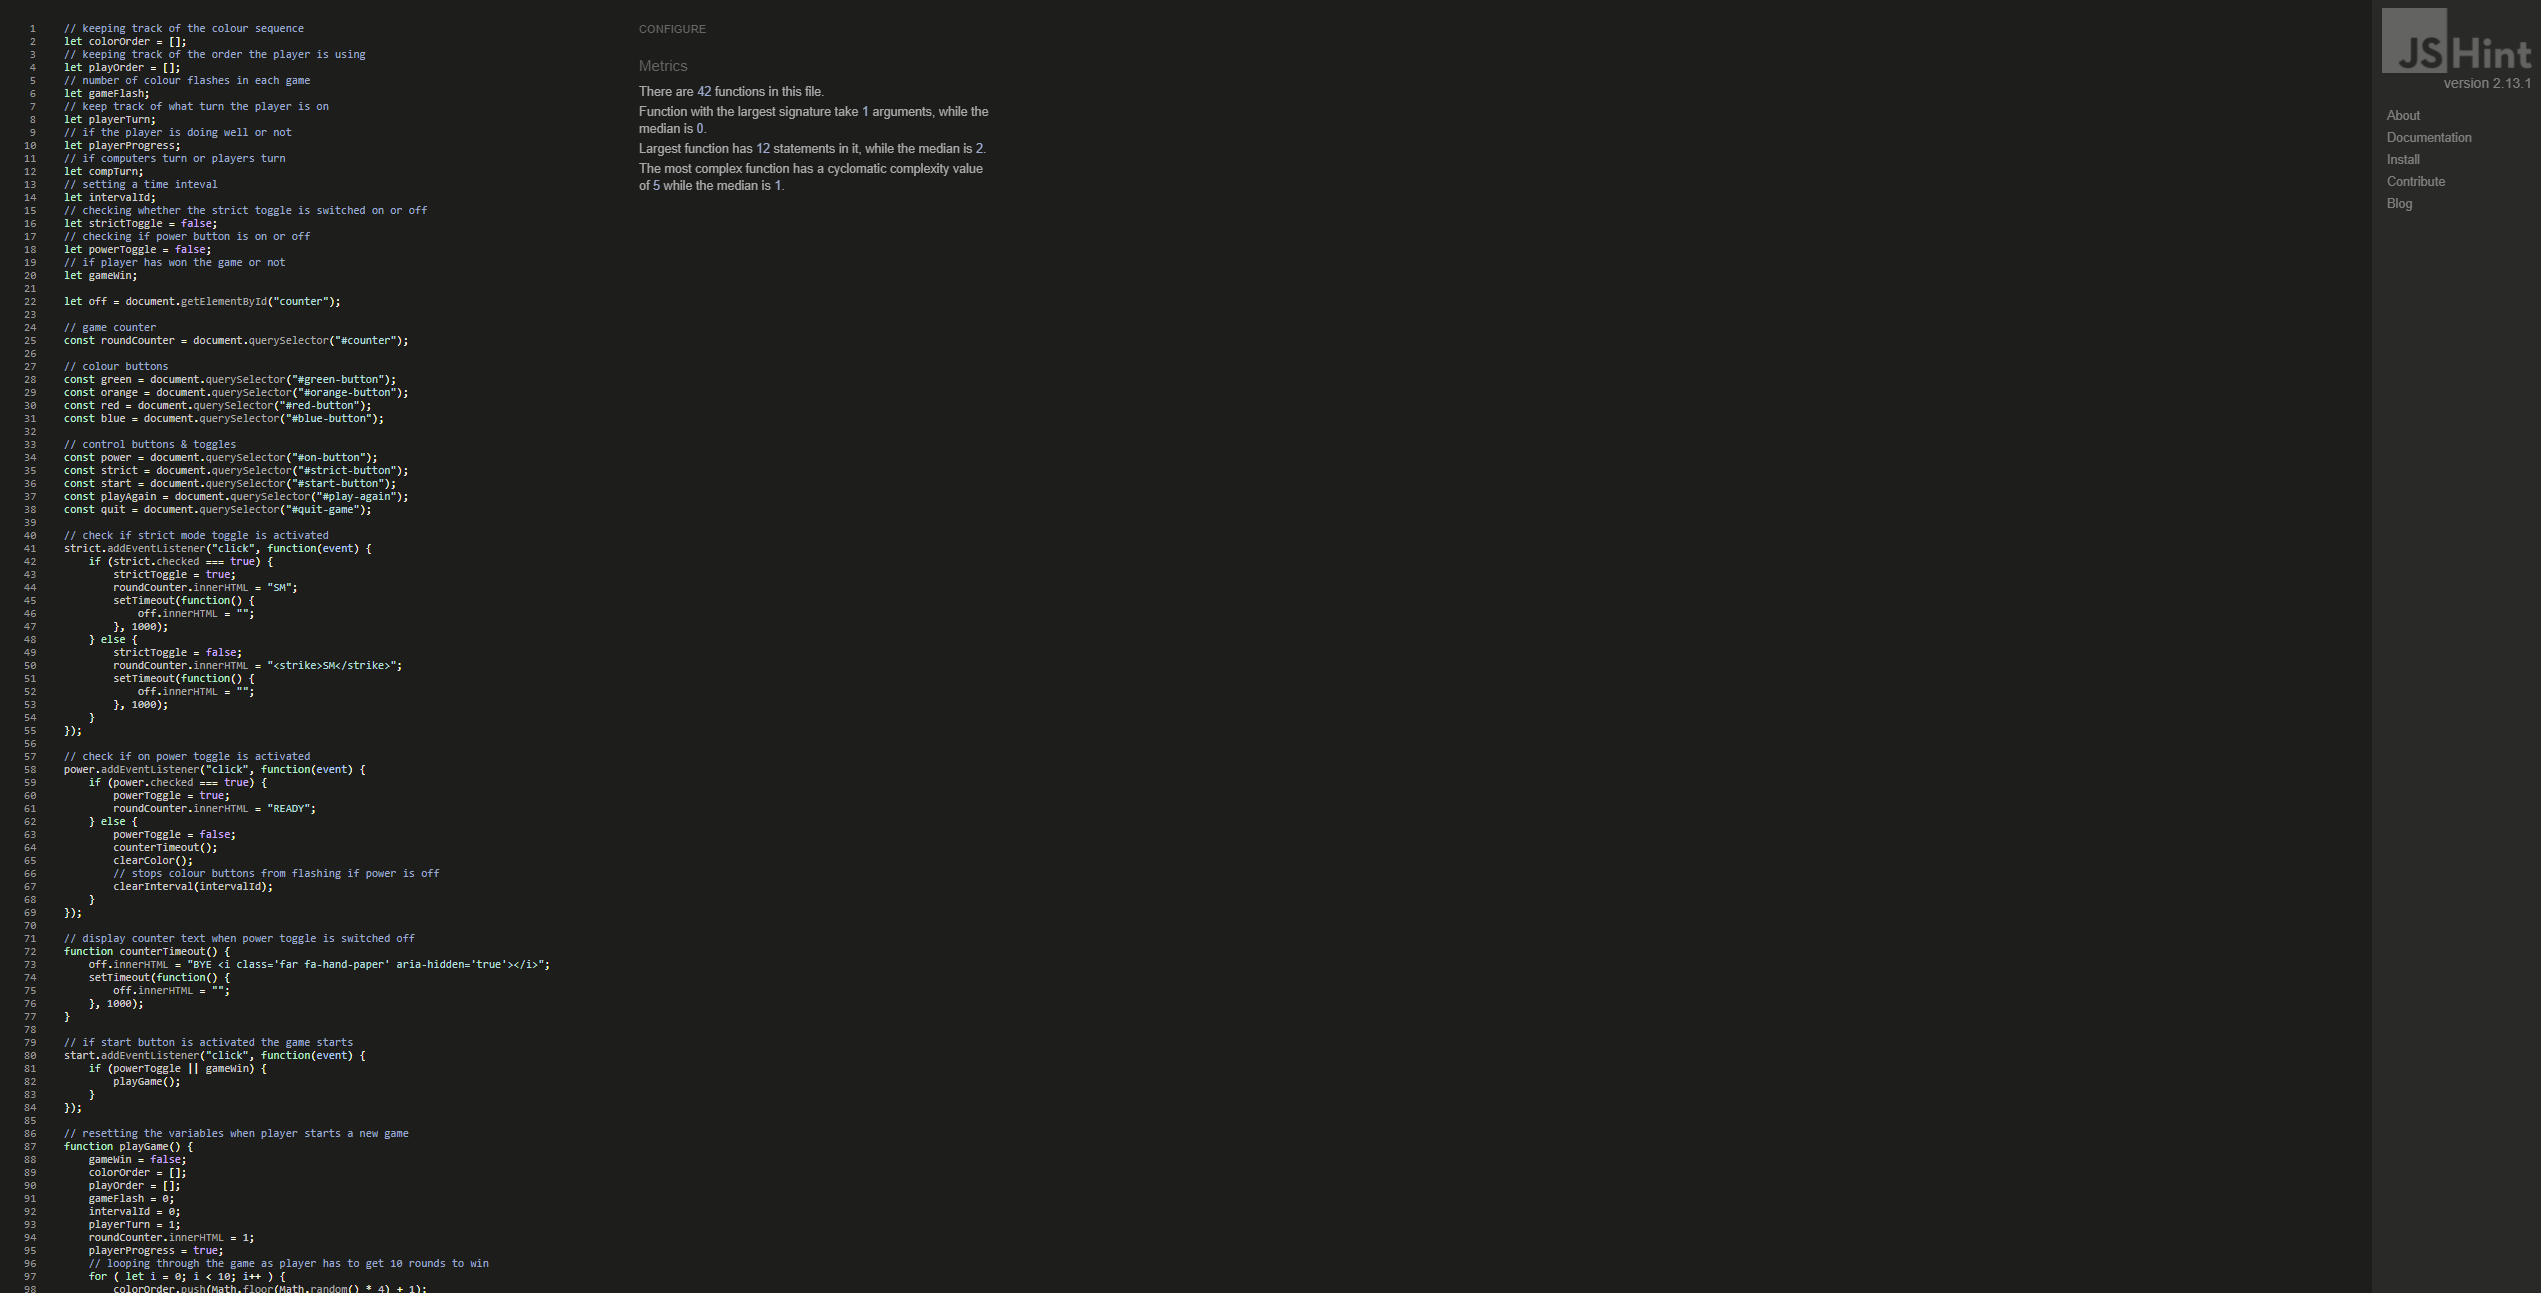 1 // keeping track of the colour sequence
2 let colorOrder = [];
3 // keeping track of the order the player is using
4 let playOrder = [];
5 // number of colour flashes in each game
6 let gameFlash;
7 // keep track of what turn the player is on
8 let playerTurn;
9 // if the player is doing well or not
10 let playerProgress;
11 // if computers turn or players turn
12 let compTurn;
13 // setting a time inteval
14 let intervalId;
15 // checking whether the strict toggle is switched on or off
16 let strictToggle = false;
17 // checking if power button is on or off
18 let powerToggle = false;
19 // if player has won the game or not
20 let gameWin;
21
22 let off = document.getElementById("counter");
23
24 // game counter
25 const roundCounter = document.querySelector("#counter");
26
27 // colour buttons
28 const green = document.querySelector("#green-button");
29 const orange = document.querySelector("#orange-button");
30 const red = document.querySelector("#red-button");
31 const blue = document.querySelector("#blue-button");
32
33 // control buttons & toggles
34 const power = document.querySelector("#on-button");
35 const strict = document.querySelector("#strict-button");
36 const start = document.querySelector("#start-button");
37 const playAgain = document.querySelector("#play-again");
38 const quit = document.querySelector("#quit-game");
39
40 // check if strict mode toggle is activated
41 strict.addEventListener("click", function(event) {
42 if (strict.checked === true) {
43 strictToggle = true;
44 roundCounter.innerHTML = "SM";
45 setTimeout(function() {
46 off.innerHTML = "";
47 }, 1000);
48 } else {
49 strictToggle = false;
50 roundCounter.innerHTML = "<strike>SM</strike>";
51 setTimeout(function() {
52 off.innerHTML = "";
53 }, 1000);
54 }
55 });
56
57 // check if on power toggle is activated
58 power.addEventListener("click", function(event) {
59 if (power.checked === true) {
60 powerToggle = true;
61 roundCounter.innerHTML = "READY";
62 } else {
63 powerToggle = false;
64 counterTimeout();
65 clearColor();
66 // stops colour buttons from flashing if power is off
67 clearInterval(intervalId);
68 }
69 });
70
71 // display counter text when power toggle is switched off
72 function counterTimeout() {
73 off.innerHTML = "BYE <i class='far fa-hand-paper' aria-hidden='true'></i>";
74 setTimeout(function() {
75 off.innerHTML = "";
76 }, 1000);
77 }
78
79 // if start button is activated the game starts
80 start.addEventListener("click", function(event) {
81 if (powerToggle || gameWin) {
82 playGame();
83 }
84 });
85
86 // resetting the variables when player starts a new game
87 function playGame() {
88 gameWin = false;
89 colorOrder = [];
90 playOrder = [];
91 gameFlash = 0;
92 intervalId = 0;
93 playerTurn = 1;
94 roundCounter.innerHTML = 1;
95 playerProgress = true;
96 // looping through the game as player has to get 10 rounds to win
97 for ( let i = 0; i < 10; i++ ) {
98 colorOrder.push(Math.floor(Math.random() * 4) + 1);
CONFIGURE
Metrics
There are 42 functions in this file.
Function with the largest signature take 1 arguments, while the
median is 0.
Largest function has 12 statements in it, while the median is 2.
The most complex function has a cyclomatic complexity value
of 5 while the median is 1.
JSHint
version 2.13.1
About
Documentation
Install
Contribute
Blog